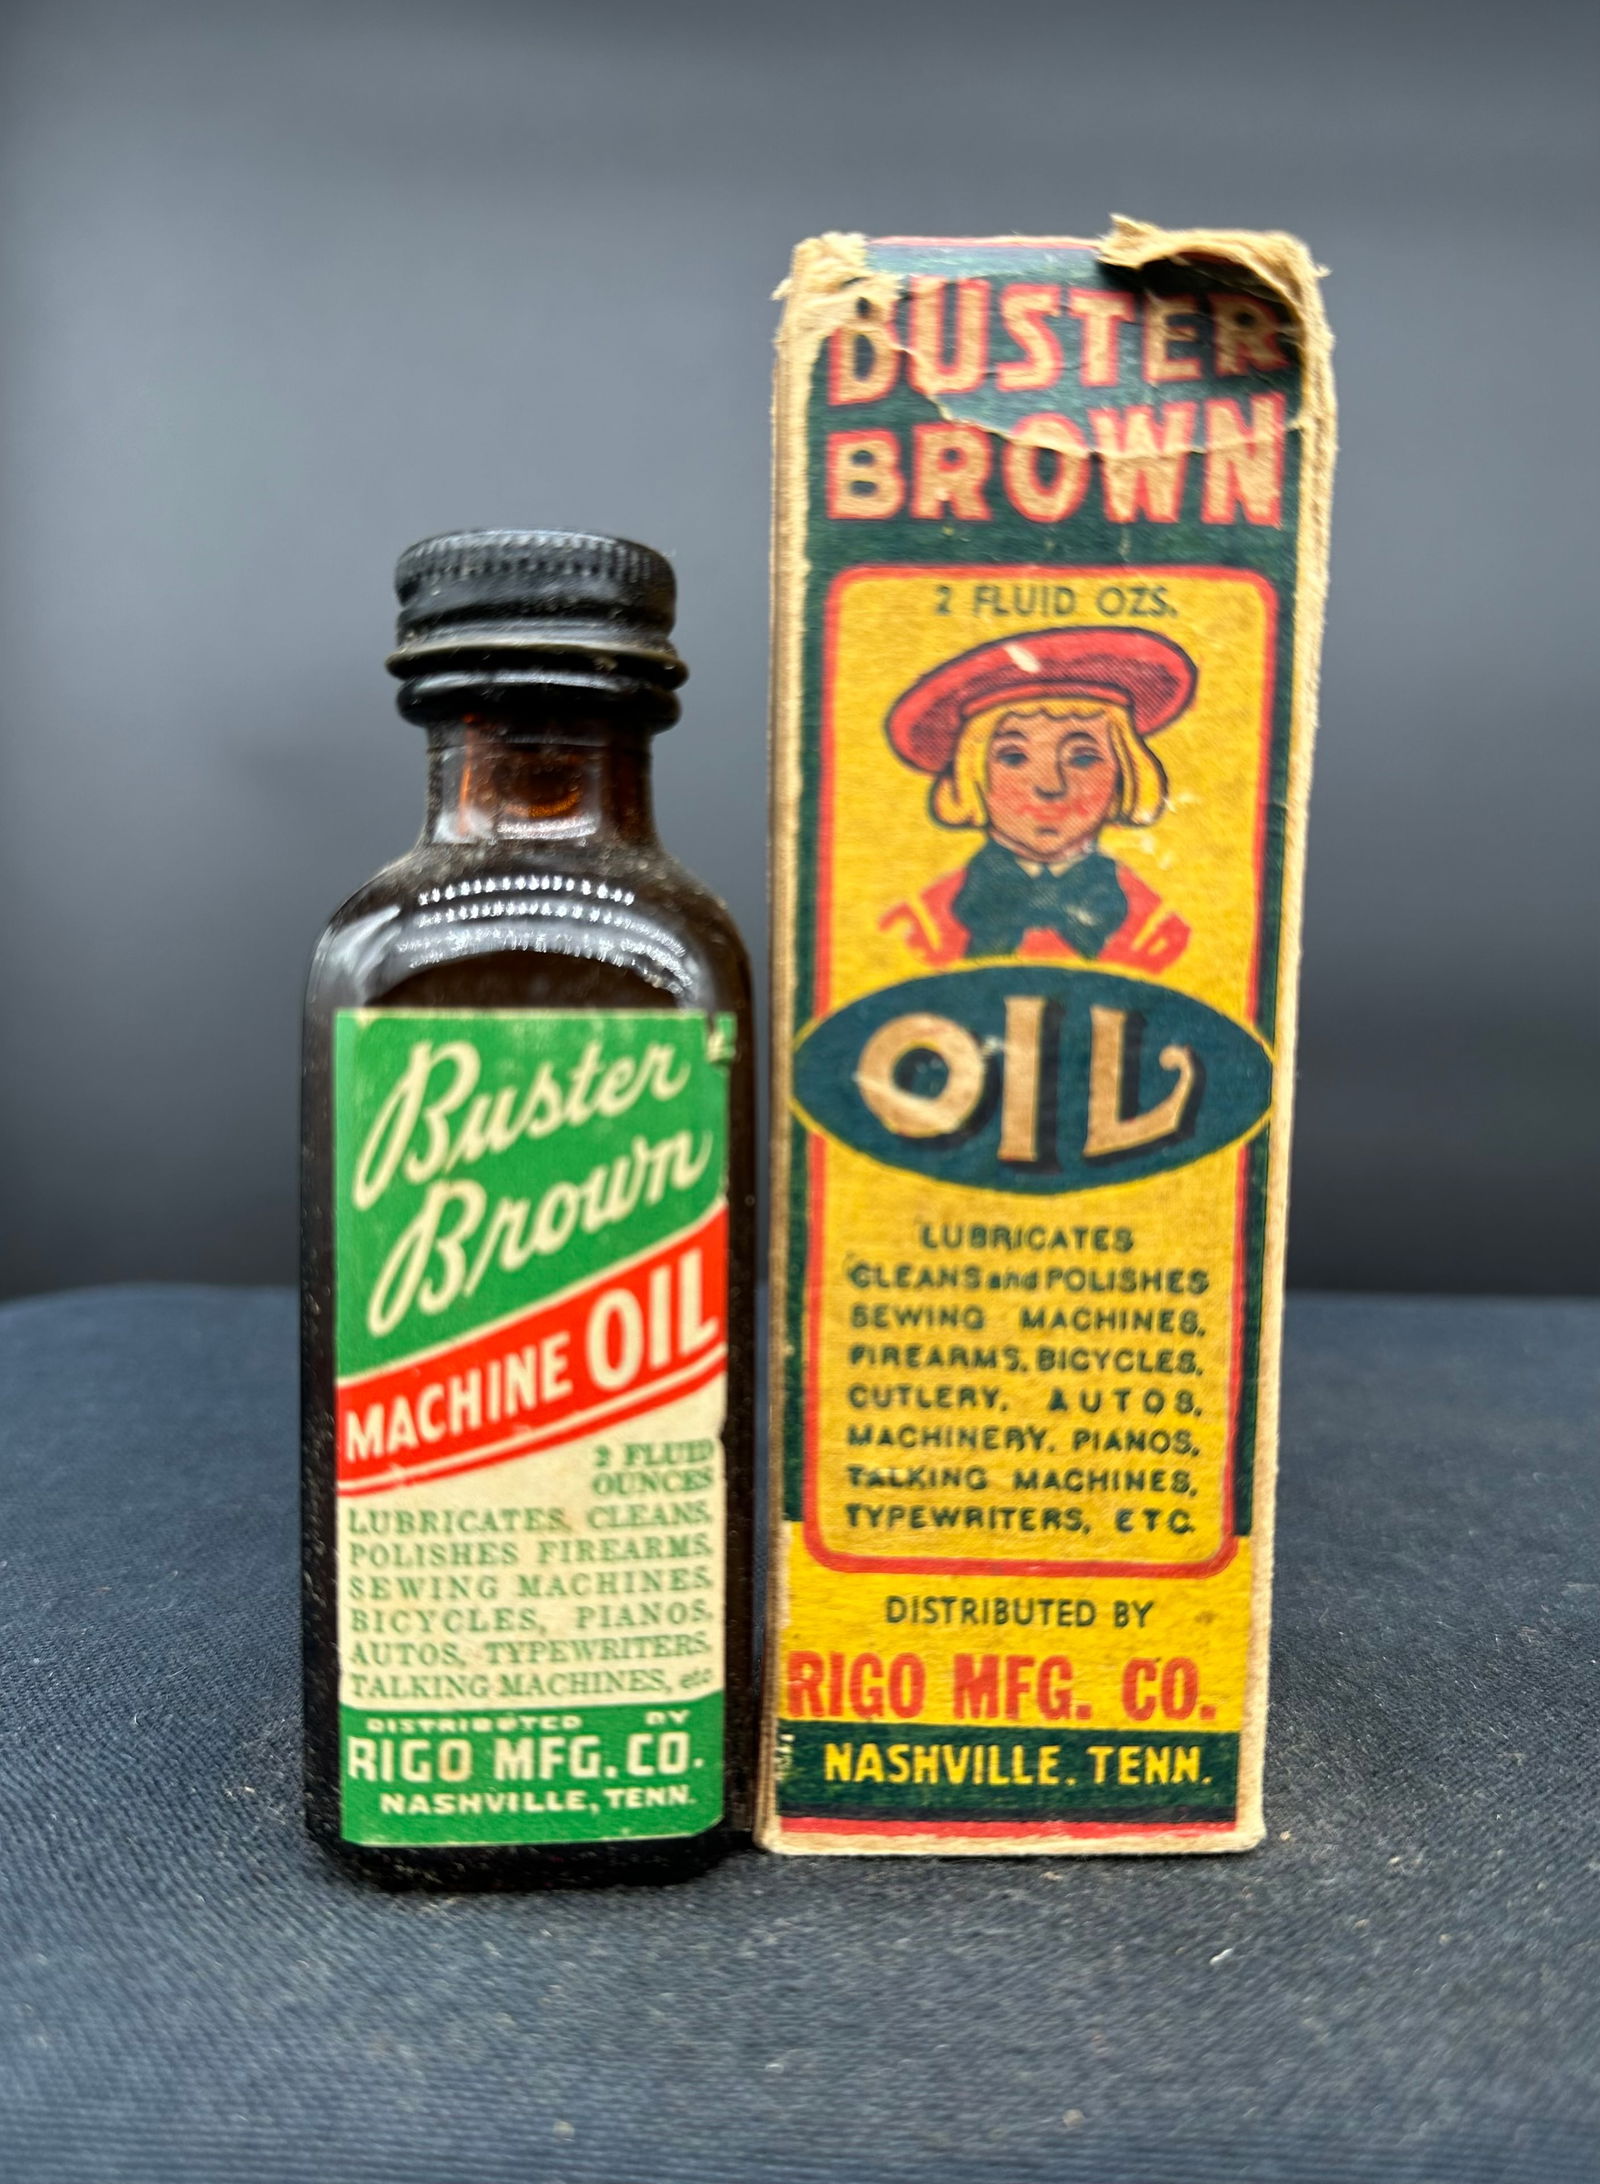 Buster
Brown
MACHINE OIL
2 FLUID
OUNCES
LUBRICATES, CLEANS,
POLISHES FIREARMS,
SEWING MACHINES,
BICYCLES, PIANOS,
AUTOS, TYPEWRITERS,
TALKING MACHINES, etc
DISTRIBUTED BY
RIGO MFG. CO.
NASHVILLE, TENN.
BUSTER
BROWN
2 FLUID OZS.
OIL
LUBRICATES
CLEANS and POLISHES
SEWING MACHINES,
FIREARMS, BICYCLES,
CUTLERY, AUTOS,
MACHINERY, PIANOS,
TALKING MACHINES,
TYPEWRITERS, ETC.
DISTRIBUTED BY
RIGO MFG. CO.
NASHVILLE, TENN.